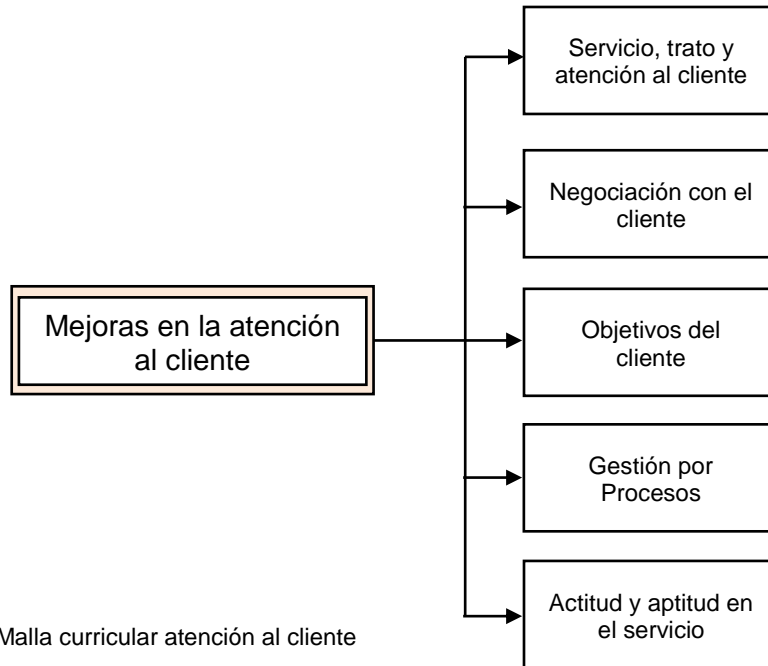 Servicio, trato y
atención al cliente
Negociación con el
cliente
Mejoras en la atención
al cliente
Objetivos del
cliente
Gestión por
Procesos
Actitud y aptitud en
el servicio
Malla curricular atención al cliente